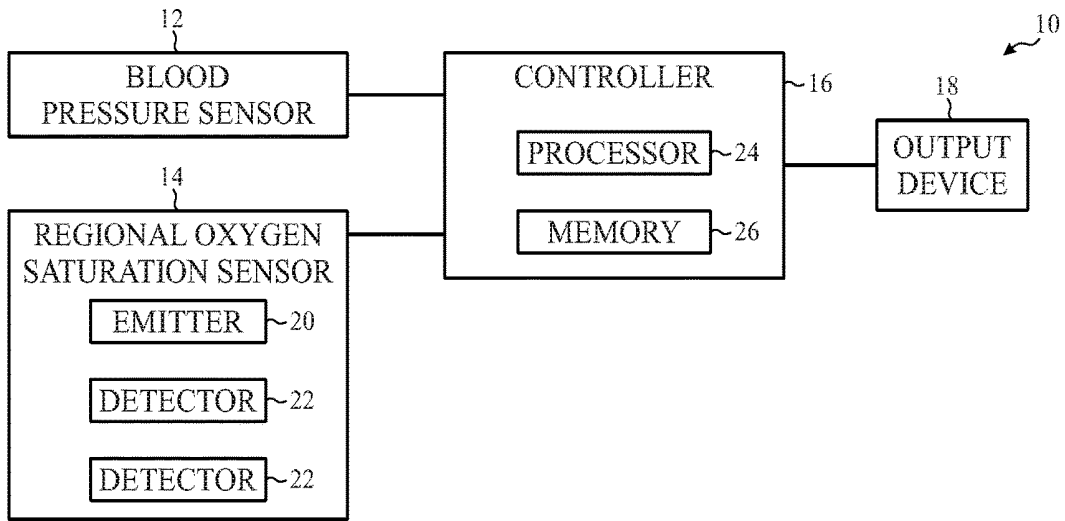 10
12
BLOOD
PRESSURE SENSOR
CONTROLLER
16
PROCESSOR
24
MEMORY
26
18
OUTPUT
DEVICE
14
REGIONAL OXYGEN
SATURATION SENSOR
EMITTER
20
DETECTOR
22
DETECTOR
22